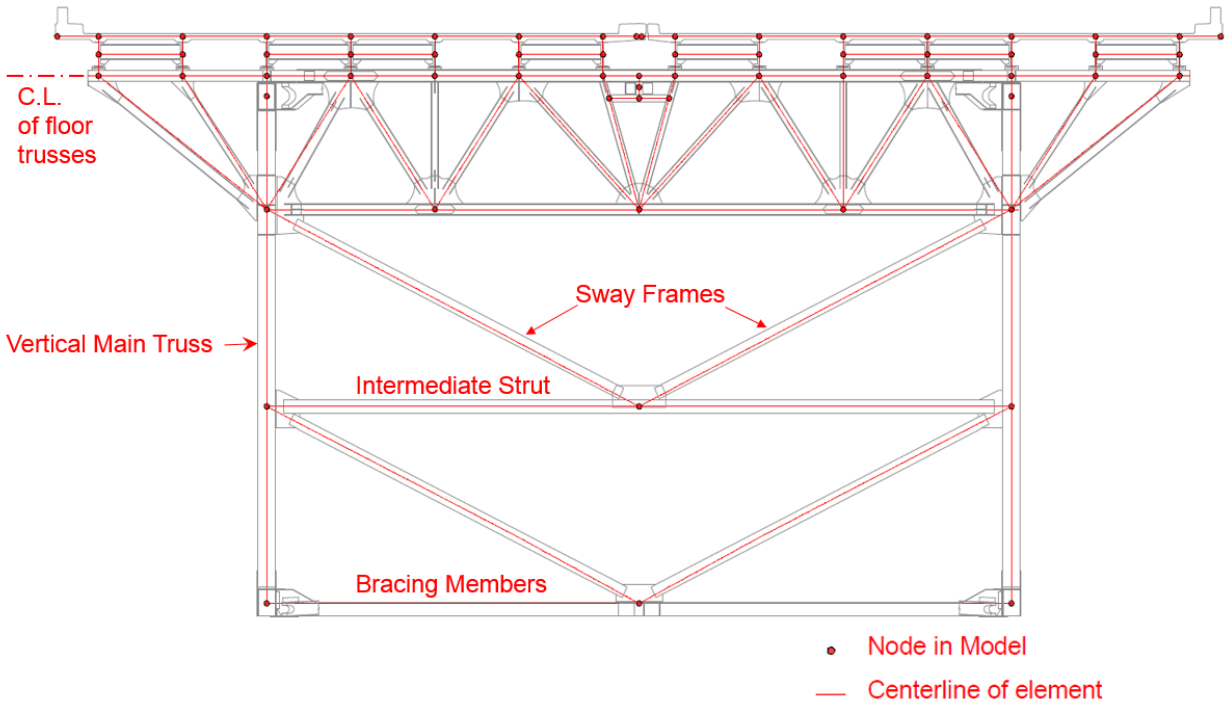 C.L.
of floor
trusses
Sway Frames
Vertical Main Truss
Intermediate Strut
Bracing Members
Node in Model
Centerline of element